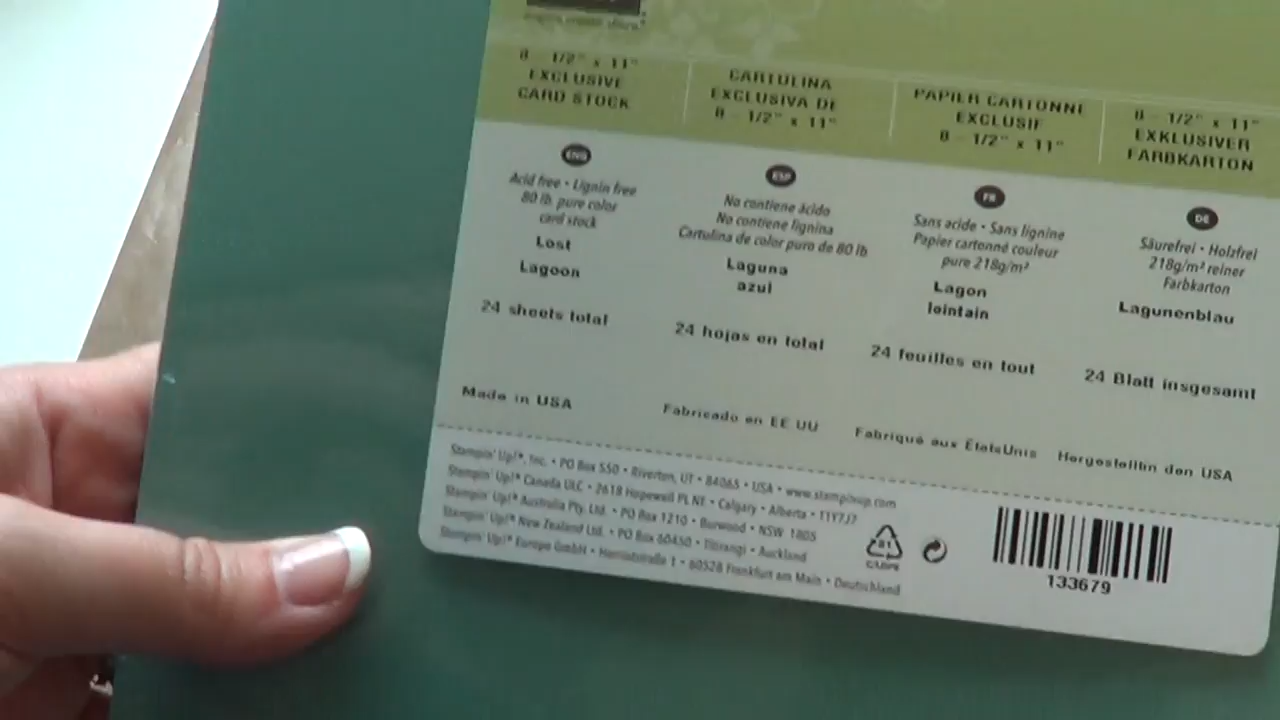 8 - 1/2" x 11"
EXCLUSIVE
CARD STOCK
CARTULINA
EXCLUSIVA DE
8 - 1/2" x 11"
PAPIER CARTONNE
EXCLUSIF
8 - 1/2" x 11"
8 - 1/2" x 11"
EXKLUSIVER
FARBKARTON
ENG
Acid free • Lignin free
80 lb. pure color
card stock
Lost
Lagoon
24 sheets total
Made in USA
ESP
No contiene ácido
No contiene lignina
Cartulina de color puro de 80 lb
Laguna
azul
24 hojas en total
Fabricado en EE UU
FR
Sans acide • Sans lignine
Papier cartonné couleur
pure 218g/m²
Lagon
lointain
24 feuilles en tout
Fabriqué aux ÉtatsUnis
DE
Säurefrei • Holzfrei
218g/m² reiner
Farbkarton
Lagunenblau
24 Blatt insgesamt
Hergestelltin den USA
Stampin' Up!®, Inc. • PO Box 550 • Riverton, UT • 84065 • USA • www.stampinup.com
Stampin' Up!® Canada ULC • 2618 Hopewell PL NE • Calgary • Alberta • T1Y7J7
Stampin' Up!® Australia Pty. Ltd. • PO Box 1210 • Burwood • NSW 1805
Stampin' Up!® New Zealand Ltd. • PO Box 60450 • Titirangi • Auckland
Stampin' Up!® Europe GmbH • Herriotstraße 1 • 60528 Frankfurt am Main • Deutschland
81
C/LDPE
133679